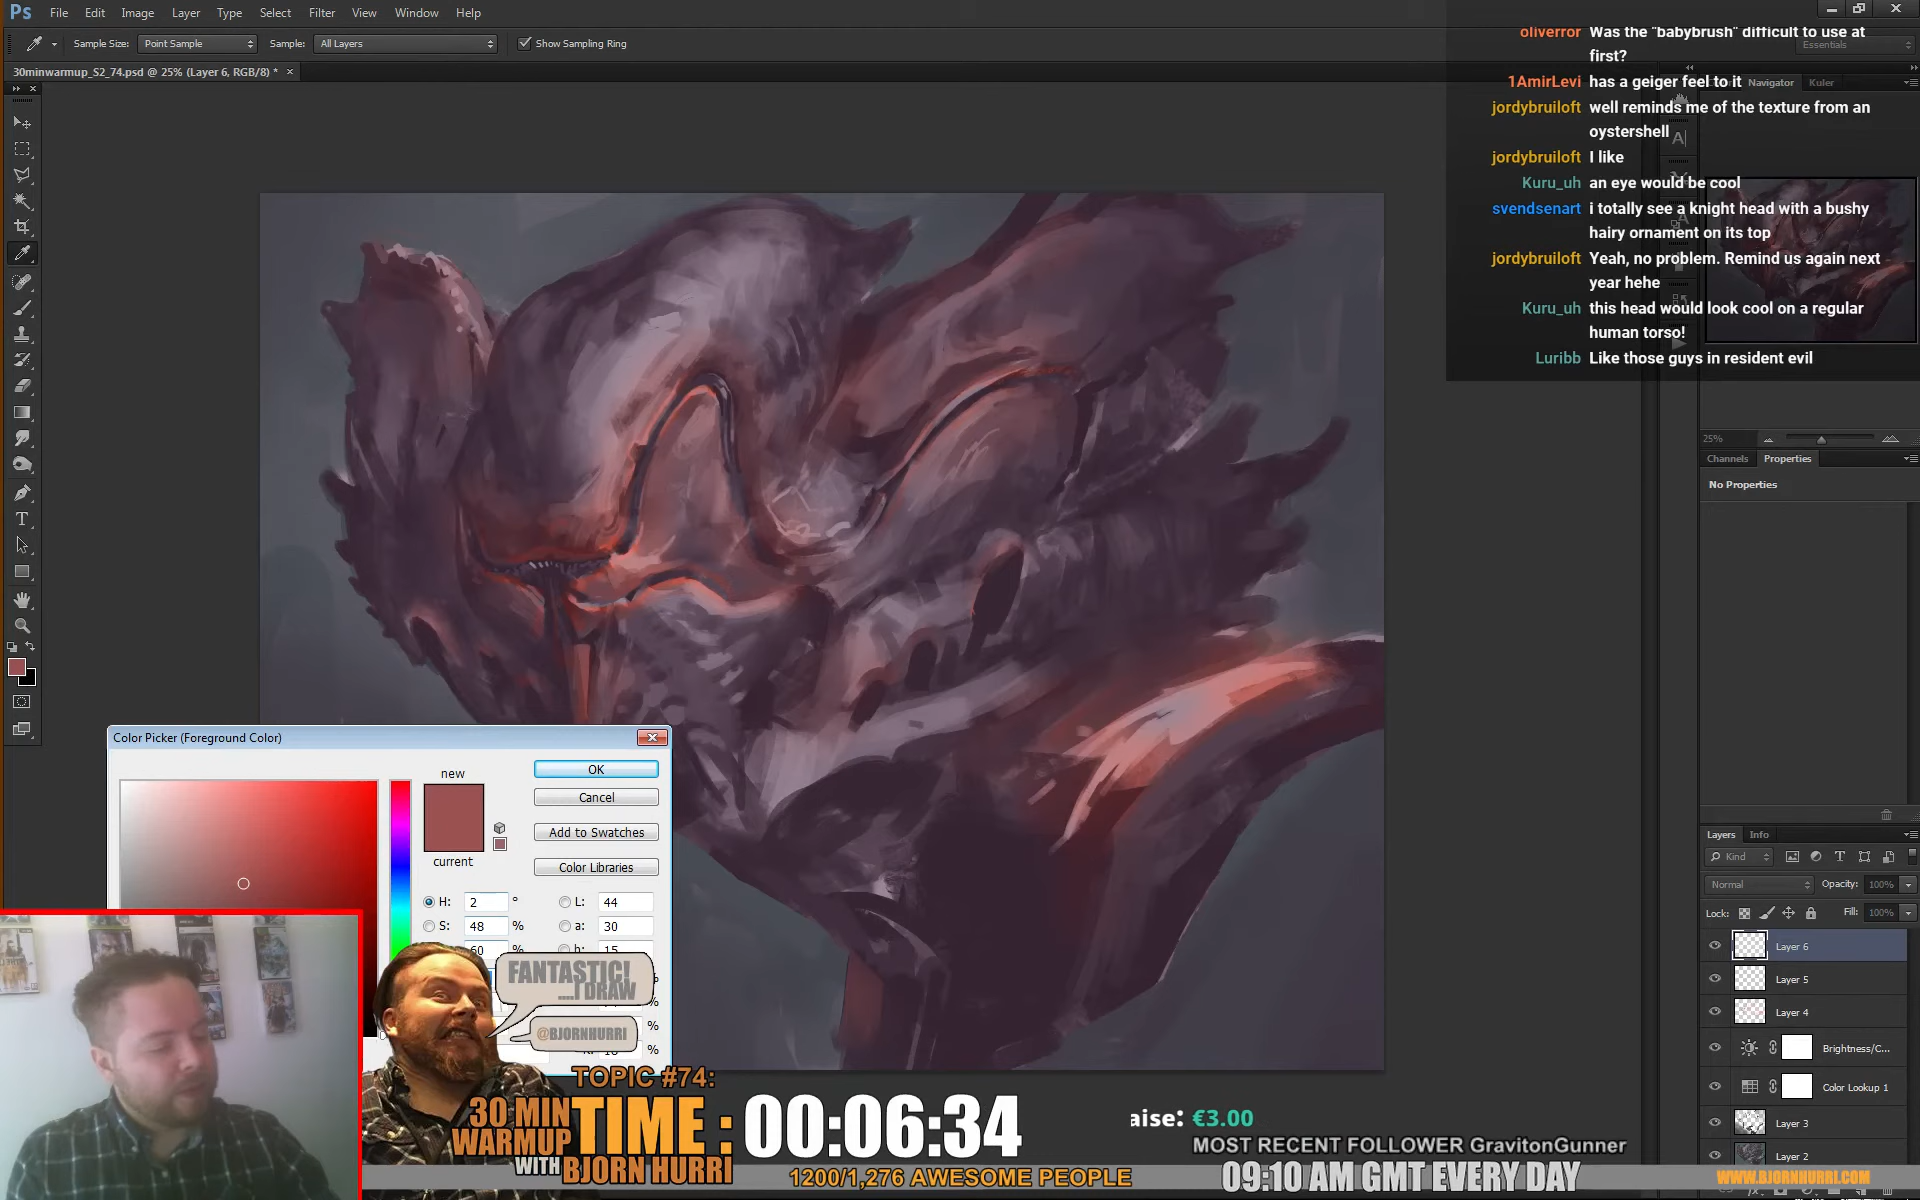 Ps File Edit Image Layer Type Select Filter View Window Help
Sample Size: Point Sample Sample: All Layers Show Sampling Ring
Essentials
30minwarmup_S2_74.psd @ 25% (Layer 6, RGB/8) *
oliverror Was the "babybrush" difficult to use at
first?
1AmirLevi has a geiger feel to it
jordybruiloft well reminds me of the texture from an
oystershell
jordybruiloft I like
Kuru_uh an eye would be cool
svendsenart i totally see a knight head with a bushy
hairy ornament on its top
jordybruiloft Yeah, no problem. Remind us again next
year hehe
Kuru_uh this head would look cool on a regular
human torso!
Luribb Like those guys in resident evil
Navigator Kuler
25%
Channels Properties
No Properties
Color Picker (Foreground Color)
new
current
OK
Cancel
Add to Swatches
Color Libraries
H: 2 °
S: 48 %
60 %
L: 44
a: 30
b: 15
%
%
%
Layers Info
Kind
Normal Opacity: 100%
Lock: Fill: 100%
Layer 6
Layer 5
Layer 4
Brightness/C...
Color Lookup 1
Layer 3
Layer 2
FANTASTIC!
....I DRAW
@BJORNHURRI
TOPIC #74:
30 MIN
WARMUP
WITH BJORN HURRI
TIME : 00:06:34
1200/1,276 AWESOME PEOPLE
aise: €3.00
MOST RECENT FOLLOWER GravitonGunner
09:10 AM GMT EVERY DAY
WWW.BJORNHURRI.COM